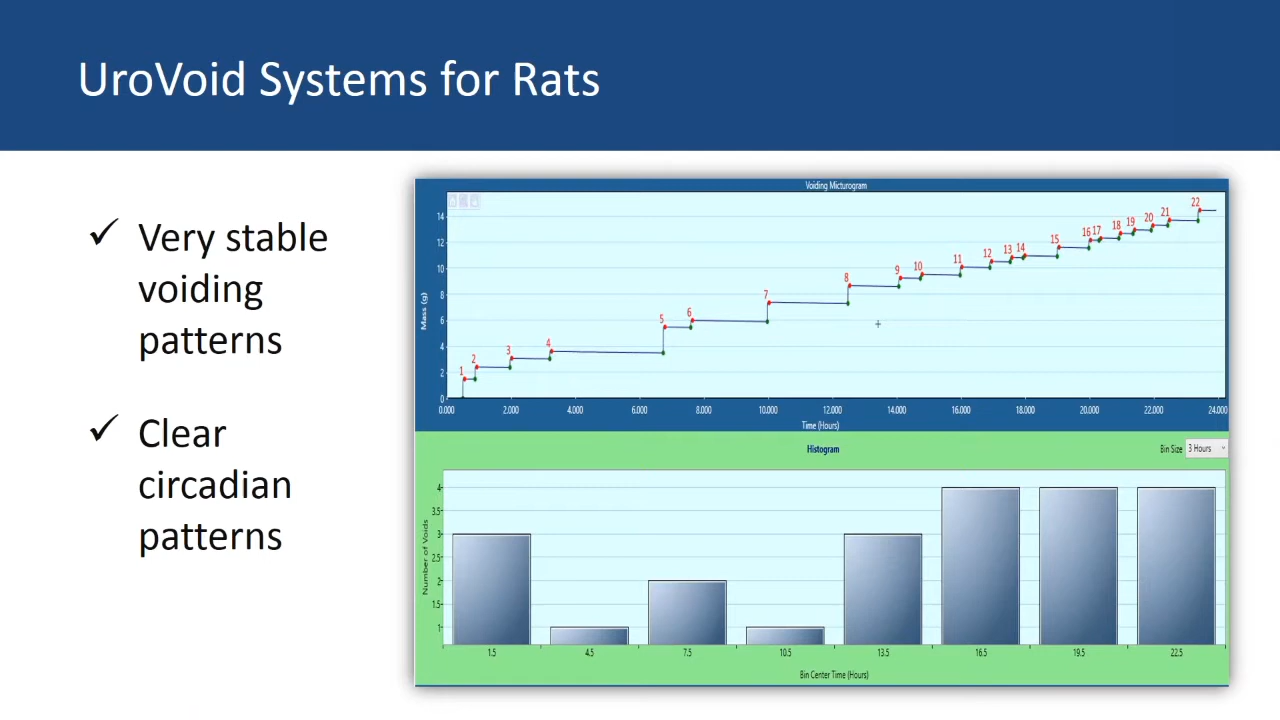 UroVoid Systems for Rats
✓ Very stable
voiding
patterns
✓ Clear
circadian
patterns
Voiding Micturogram
Mass (g)
14
12
10
8
6
4
2
0
1 2 3 4 5 6 7 8 9 10 11 12 13 14 15 16 17 18 19 20 21 22
0.000 2.000 4.000 6.000 8.000 10.000 12.000 14.000 16.000 18.000 20.000 22.000 24.000
Time (Hours)
Histogram
Bin Size 3 Hours
Number of Voids
4
3.5
3
2.5
2
1.5
1
1.5 4.5 7.5 10.5 13.5 16.5 19.5 22.5
Bin Center Time (Hours)